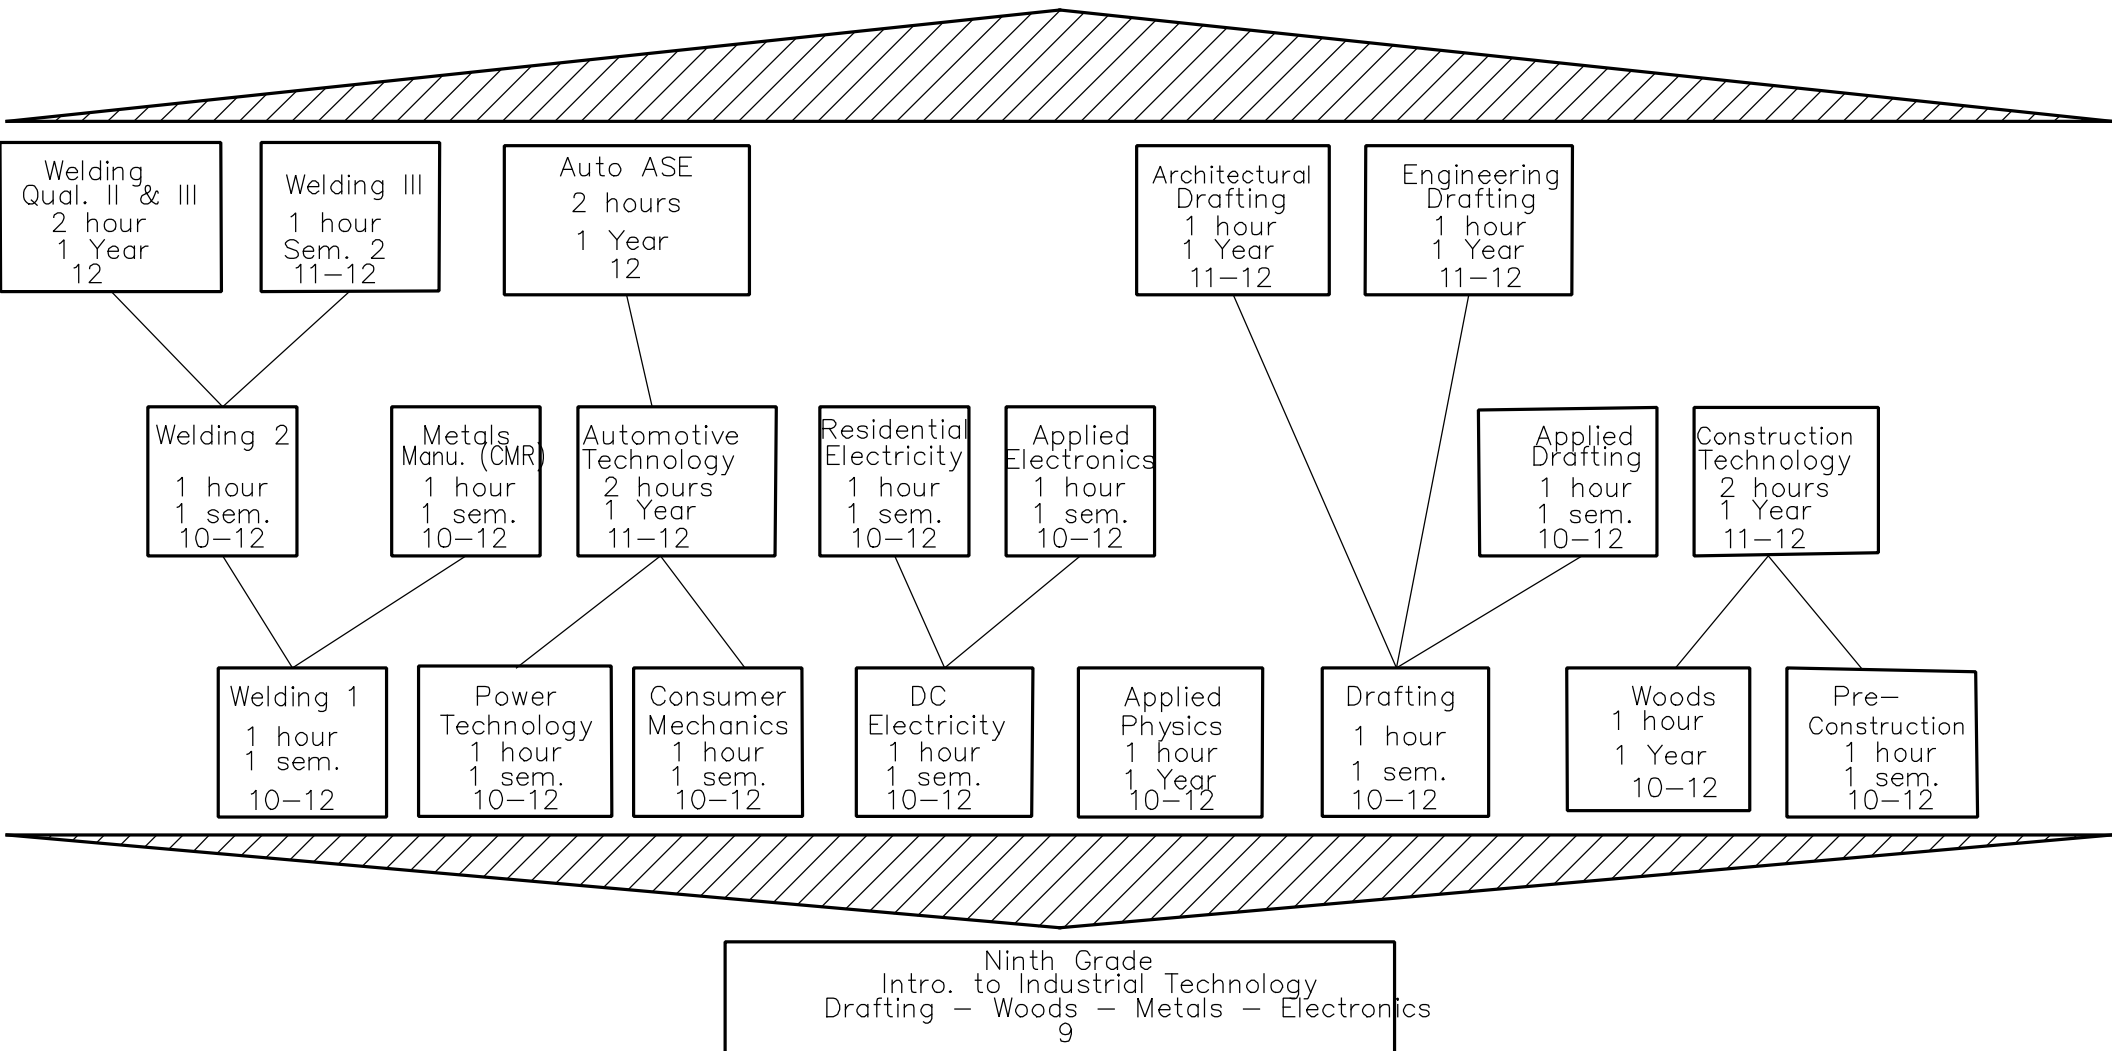 Welding
Qual. II & III
2 hour
1 Year
12
Welding III
1 hour
Sem. 2
11-12
Auto ASE
2 hours
1 Year
12
Architectural
Drafting
1 hour
1 Year
11-12
Engineering
Drafting
1 hour
1 Year
11-12
Welding 2
1 hour
1 sem.
10-12
Metals
Manu. (CMR)
1 hour
1 sem.
10-12
Automotive
Technology
2 hours
1 Year
11-12
Residential
Electricity
1 hour
1 sem.
10-12
Applied
Electronics
1 hour
1 sem.
10-12
Applied
Drafting
1 hour
1 sem.
10-12
Construction
Technology
2 hours
1 Year
11-12
Welding 1
1 hour
1 sem.
10-12
Power
Technology
1 hour
1 sem.
10-12
Consumer
Mechanics
1 hour
1 sem.
10-12
DC
Electricity
1 hour
1 sem.
10-12
Applied
Physics
1 hour
1 Year
10-12
Drafting
1 hour
1 sem.
10-12
Woods
1 hour
1 Year
10-12
Pre-
Construction
1 hour
1 sem.
10-12
Ninth Grade
Intro. to Industrial Technology
Drafting - Woods - Metals - Electronics
9